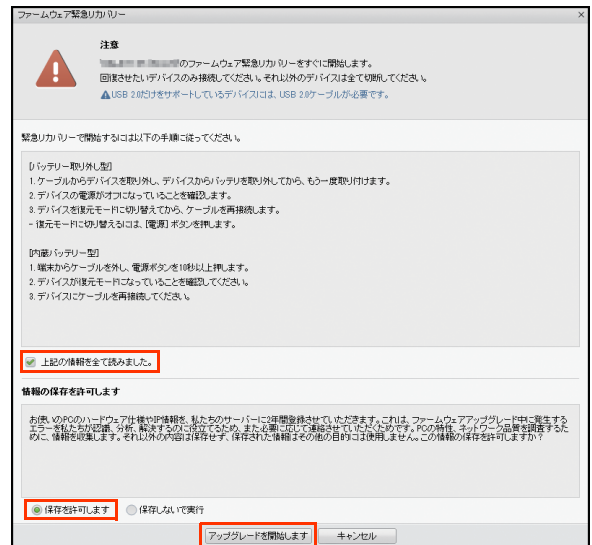 ファームウェア緊急リカバリー
注意
のファームウェア緊急リカバリーをすぐに開始します。
回復させたいデバイスのみ接続してください。それ以外のデバイスは全て切断してください。
USB 2.0だけをサポートしているデバイスには、USB 2.0ケーブルが必要です。
緊急リカバリーで開始するには以下の手順に従ってください。
[バッテリー取り外し型]
1. ケーブルからデバイスを取り外し、デバイスからバッテリを取り外してから、もう一度取り付けます。
2. デバイスの電源がオフになっていることを確認します。
3. デバイスを復元モードに切り替えてから、ケーブルを再接続します。
- 復元モードに切り替えるには、[電源] ボタンを押します。
[内蔵バッテリー型]
1. 端末からケーブルを外し、電源ボタンを10秒以上押します。
2. デバイスが復元モードになっていることを確認してください。
3. デバイスにケーブルを再接続してください。
上記の情報を全て読みました。
情報の保存を許可します
お使いのPCのハードウェア仕様やIP情報を、私たちのサーバーに2年間登録させていただきます。これは、ファームウェアアップグレード中に発生する
エラーを私たちが認識、分析、解決するのに役立てるため、また必要に応じて連絡させていただくためです。PCの特性、ネットワーク品質を調査するた
めに、情報を収集します。それ以外の内容は保存せず、保存された情報はその他の目的には使用しません。この情報の保存を許可しますか？
保存を許可します
保存しないで実行
アップグレードを開始します
キャンセル